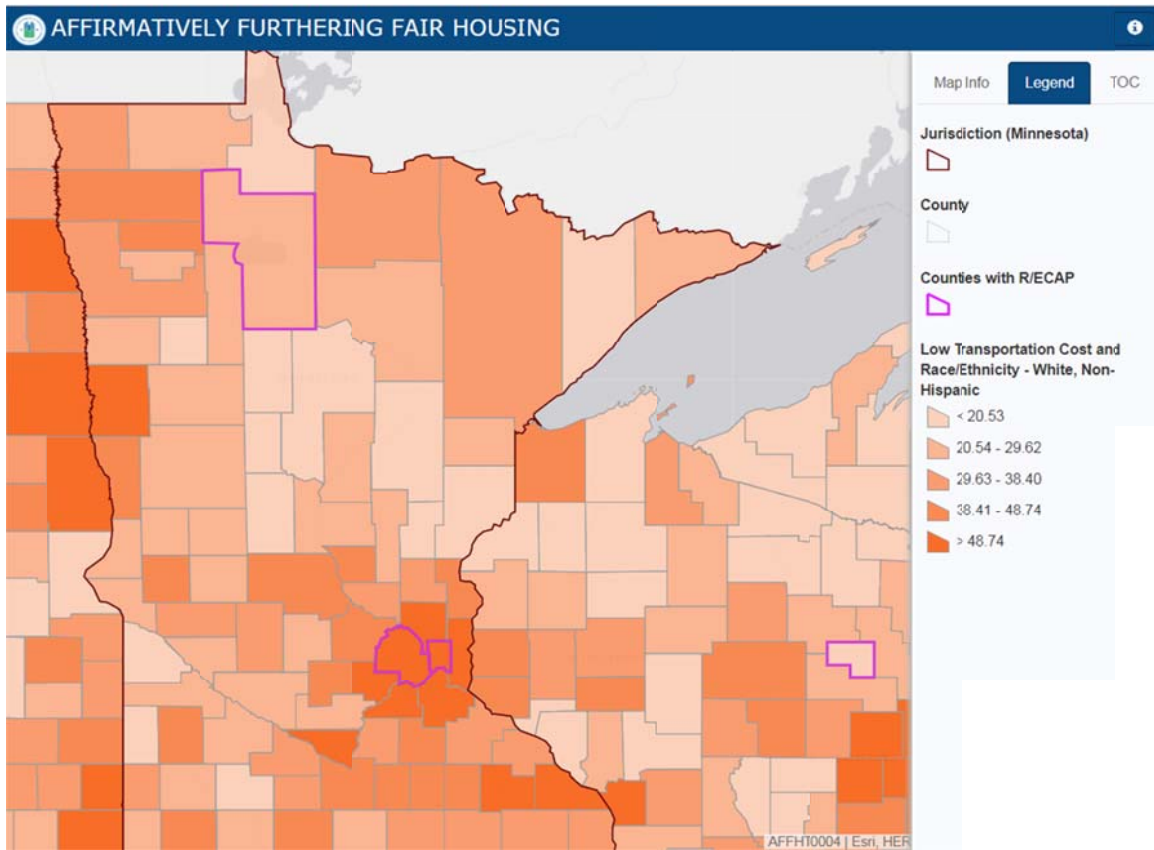 AFFIRMATIVELY FURTHERING FAIR HOUSING
Map Info
Legend
TOC
Jurisdiction (Minnesota)
County
Counties with R/ECAP
Low Transportation Cost and
Race/Ethnicity - White, Non-
Hispanic
< 20.53
20.54 - 29.62
29.63 - 38.40
38.41 - 48.74
> 48.74
AFFHT0004 | Esri, HER